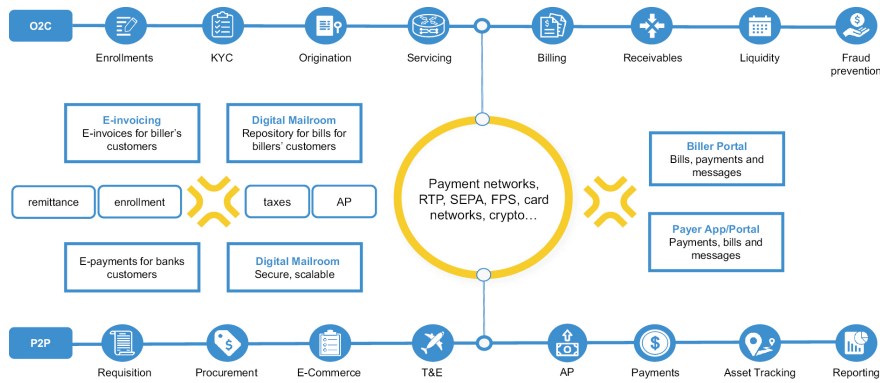 O2C
Enrollments
KYC
Origination
Servicing
Billing
Receivables
Liquidity
Fraud
prevention
E-invoicing
E-invoices for biller's
customers
Digital Mailroom
Repository for bills for
billers' customers
remittance
enrollment
taxes
AP
E-payments for banks
customers
Digital Mailroom
Secure, scalable
Payment networks,
RTP, SEPA, FPS, card
networks, crypto…
Biller Portal
Bills, payments and
messages
Payer App/Portal
Payments, bills and
messages
P2P
Requisition
Procurement
E-Commerce
T&E
AP
Payments
Asset Tracking
Reporting